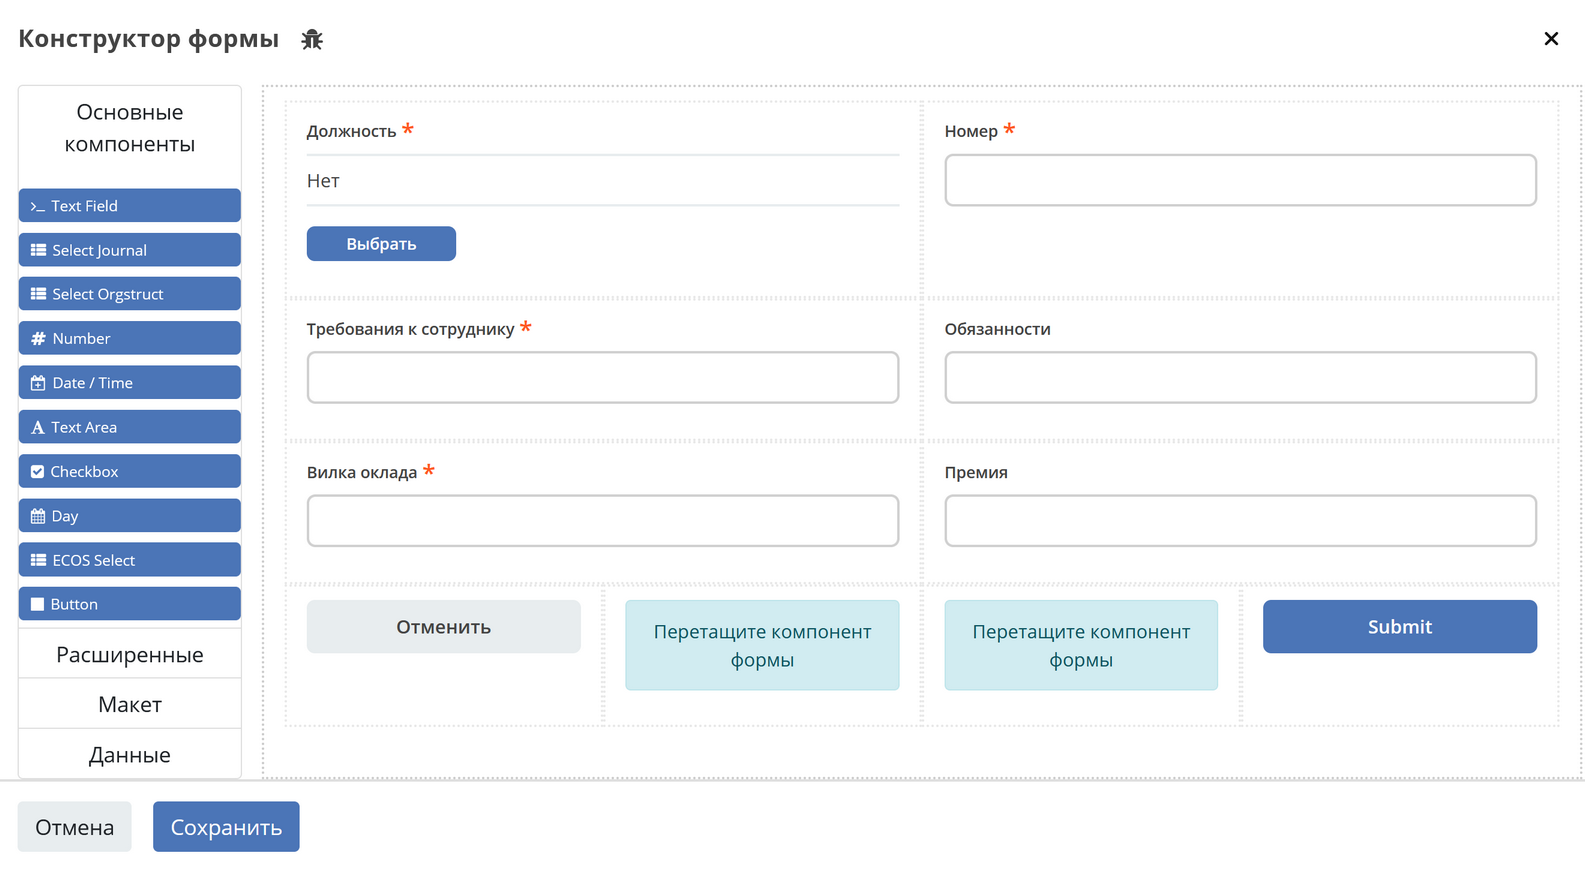 Конструктор формы
Основные
компоненты
Text Field
Select Journal
Select Orgstruct
Number
Date / Time
Text Area
Checkbox
Day
ECOS Select
Button
Расширенные
Макет
Данные
Должность *
Нет
Выбрать
Номер *
Требования к сотруднику *
Обязанности
Вилка оклада *
Премия
Отменить
Перетащите компонент
формы
Перетащите компонент
формы
Submit
Отмена
Сохранить